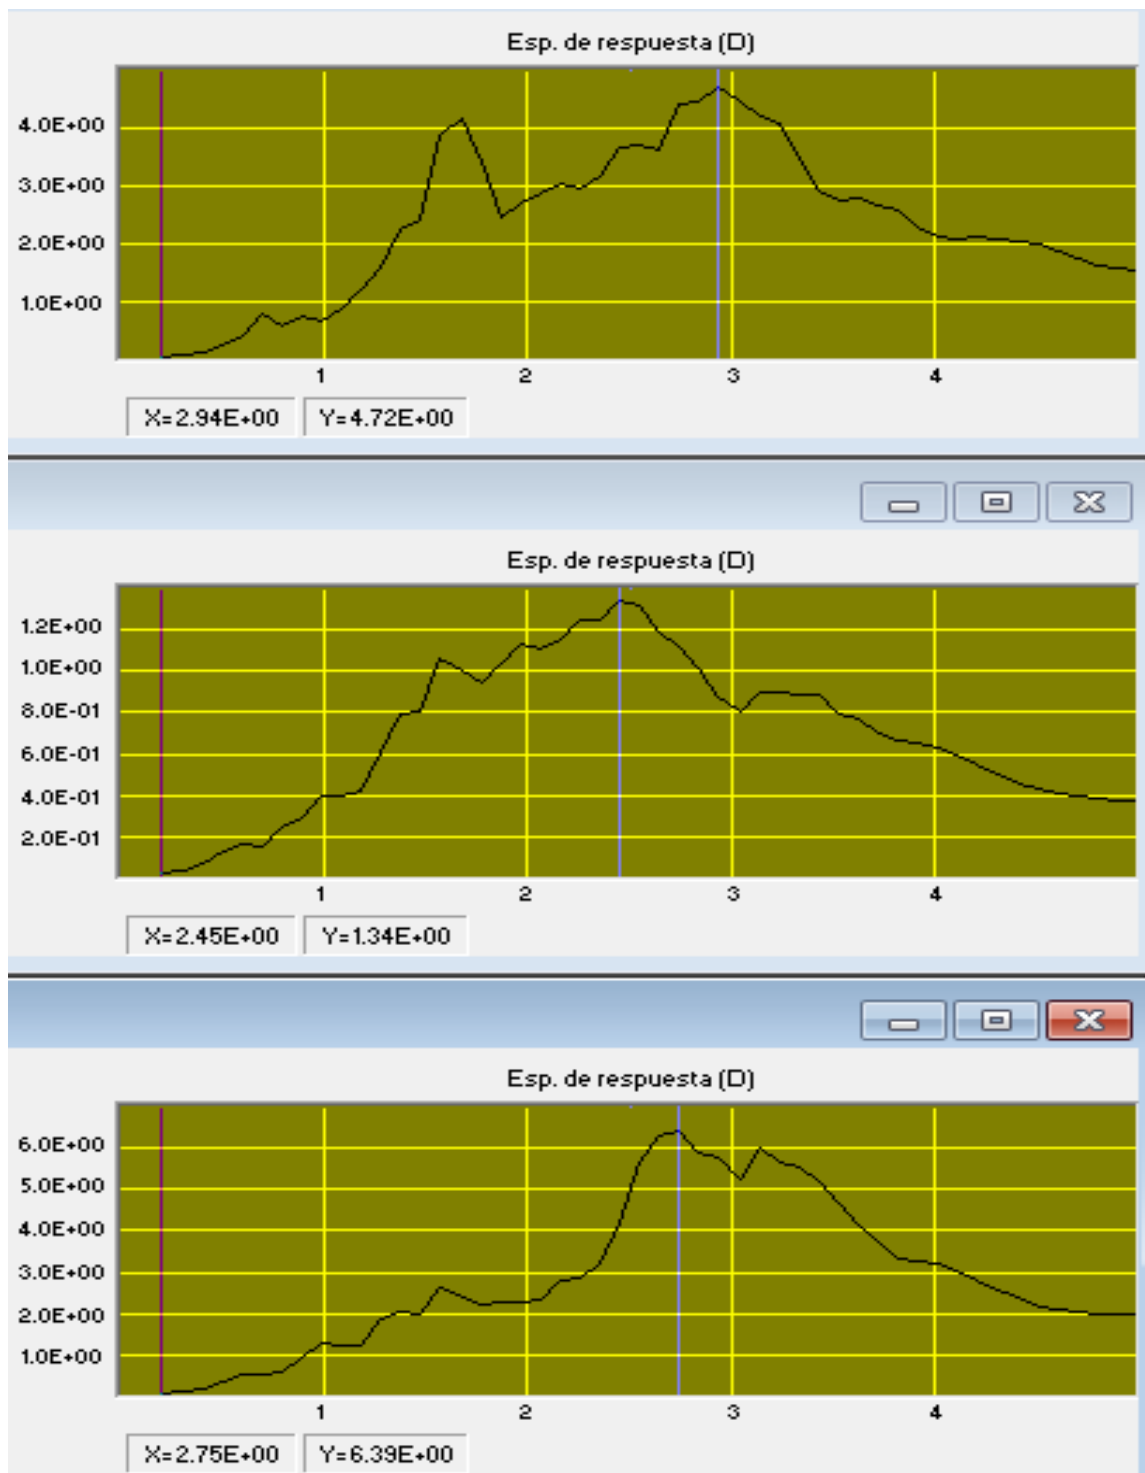 Esp. de respuesta (D)
4.0E+00
3.0E+00
2.0E+00
1.0E+00
1 2 3 4
X=2.94E+00 Y=4.72E+00
Esp. de respuesta (D)
1.2E+00
1.0E+00
8.0E-01
6.0E-01
4.0E-01
2.0E-01
1 2 3 4
X=2.45E+00 Y=1.34E+00
Esp. de respuesta (D)
6.0E+00
5.0E+00
4.0E+00
3.0E+00
2.0E+00
1.0E+00
1 2 3 4
X=2.75E+00 Y=6.39E+00